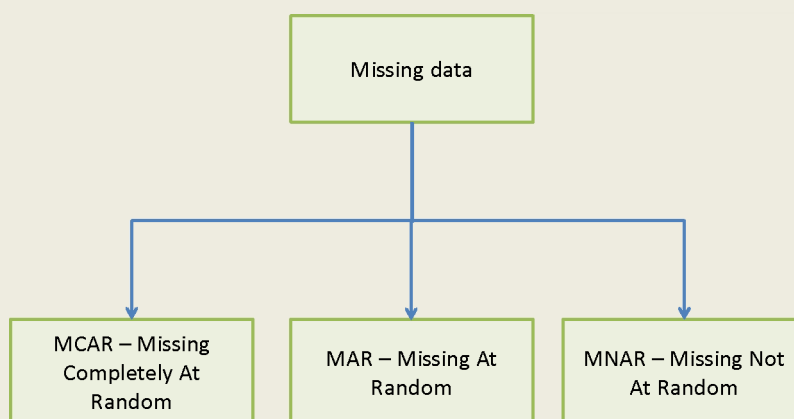 Missing data
MCAR – Missing
Completely At
Random
MAR – Missing At
Random
MNAR – Missing Not
At Random